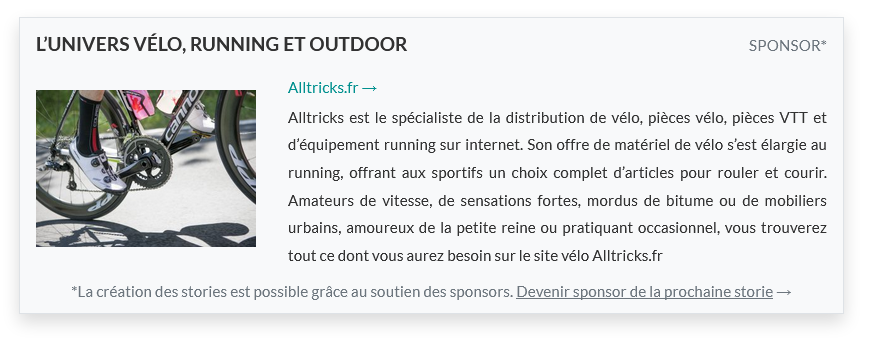 L’UNIVERS VÉLO, RUNNING ET OUTDOOR
SPONSOR*
Alltricks.fr →
Alltricks est le spécialiste de la distribution de vélo, pièces vélo, pièces VTT et
d’équipement running sur internet. Son offre de matériel de vélo s’est élargie au
running, offrant aux sportifs un choix complet d’articles pour rouler et courir.
Amateurs de vitesse, de sensations fortes, mordus de bitume ou de mobiliers
urbains, amoureux de la petite reine ou pratiquant occasionnel, vous trouverez
tout ce dont vous aurez besoin sur le site vélo Alltricks.fr
*La création des stories est possible grâce au soutien des sponsors. Devenir sponsor de la prochaine storie →